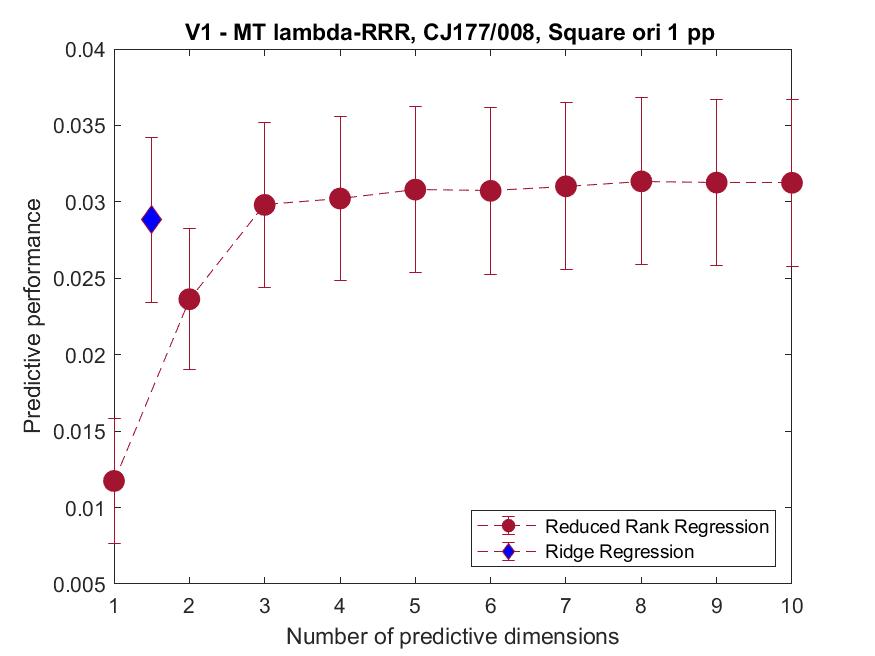 V1 - MT lambda-RRR, CJ177/008, Square ori 1 pp
0.04
0.035
0.03
0.025
0.02
0.015
0.01
0.005
Predictive performance
1 2 3 4 5 6 7 8 9 10
Number of predictive dimensions
Reduced Rank Regression
Ridge Regression